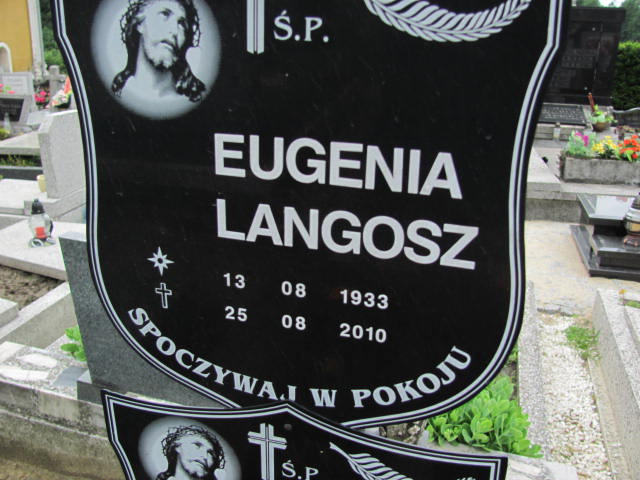 Ś.P.
EUGENIA
LANGOSZ
13 08 1933
25 08 2010
SPOCZYWAJ W POKOJU
Ś.P